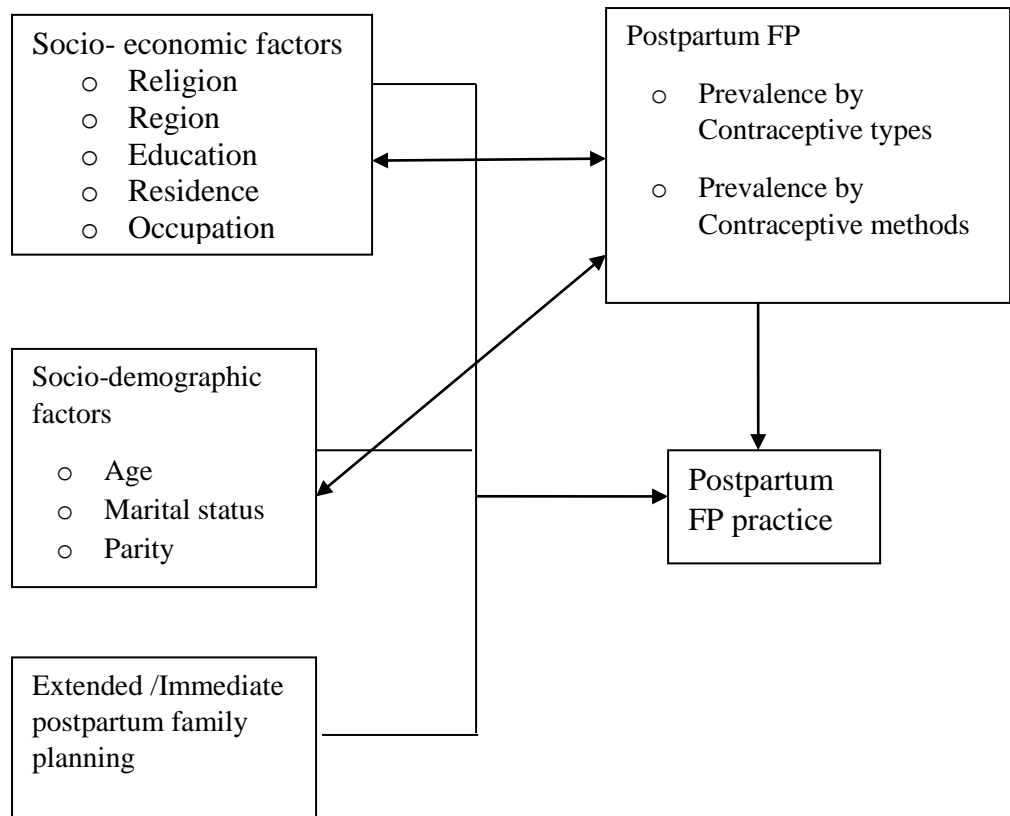 Socio- economic factors
o Religion
o Region
o Education
o Residence
o Occupation
Postpartum FP
o Prevalence by
Contraceptive types
o Prevalence by
Contraceptive methods
Socio-demographic
factors
o Age
o Marital status
o Parity
Postpartum
FP practice
Extended /Immediate
postpartum family
planning